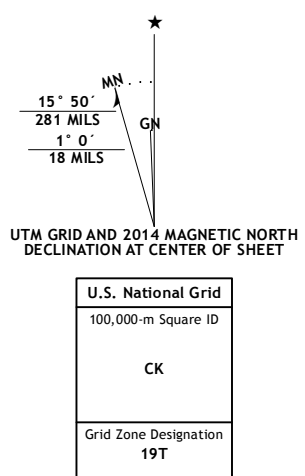 ★
MN
15° 50´
281 MILS
GN
1° 0´
18 MILS
UTM GRID AND 2014 MAGNETIC NORTH
DECLINATION AT CENTER OF SHEET
U.S. National Grid
100,000-m Square ID
CK
Grid Zone Designation
19T